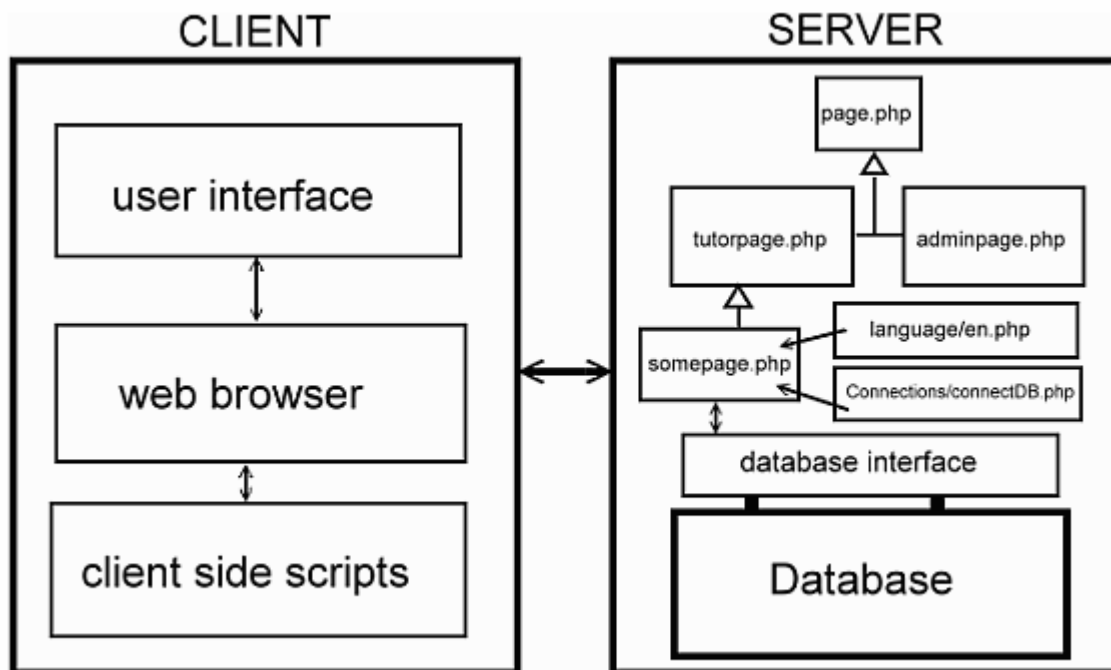 CLIENT
user interface
web browser
client side scripts
SERVER
page.php
tutorpage.php
adminpage.php
language/en.php
somepage.php
Connections/connectDB.php
database interface
Database